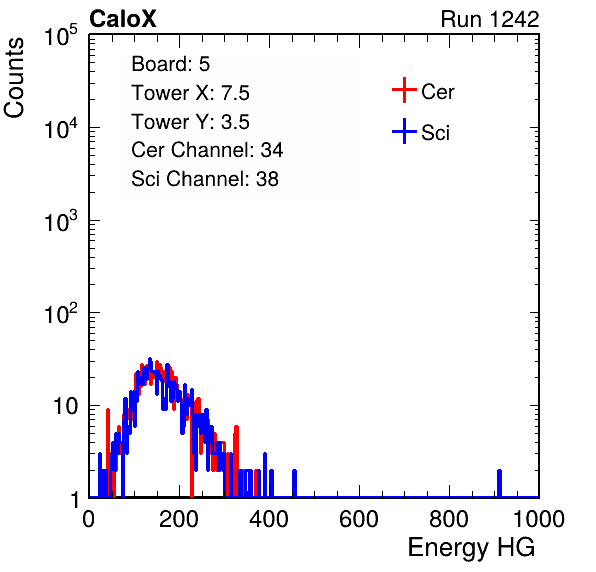 CaloX Run 1242
Counts
10^5
10^4
10^3
10^2
10
1
Board: 5
Tower X: 7.5
Tower Y: 3.5
Cer Channel: 34
Sci Channel: 38
Cer
Sci
0 200 400 600 800 1000
Energy HG